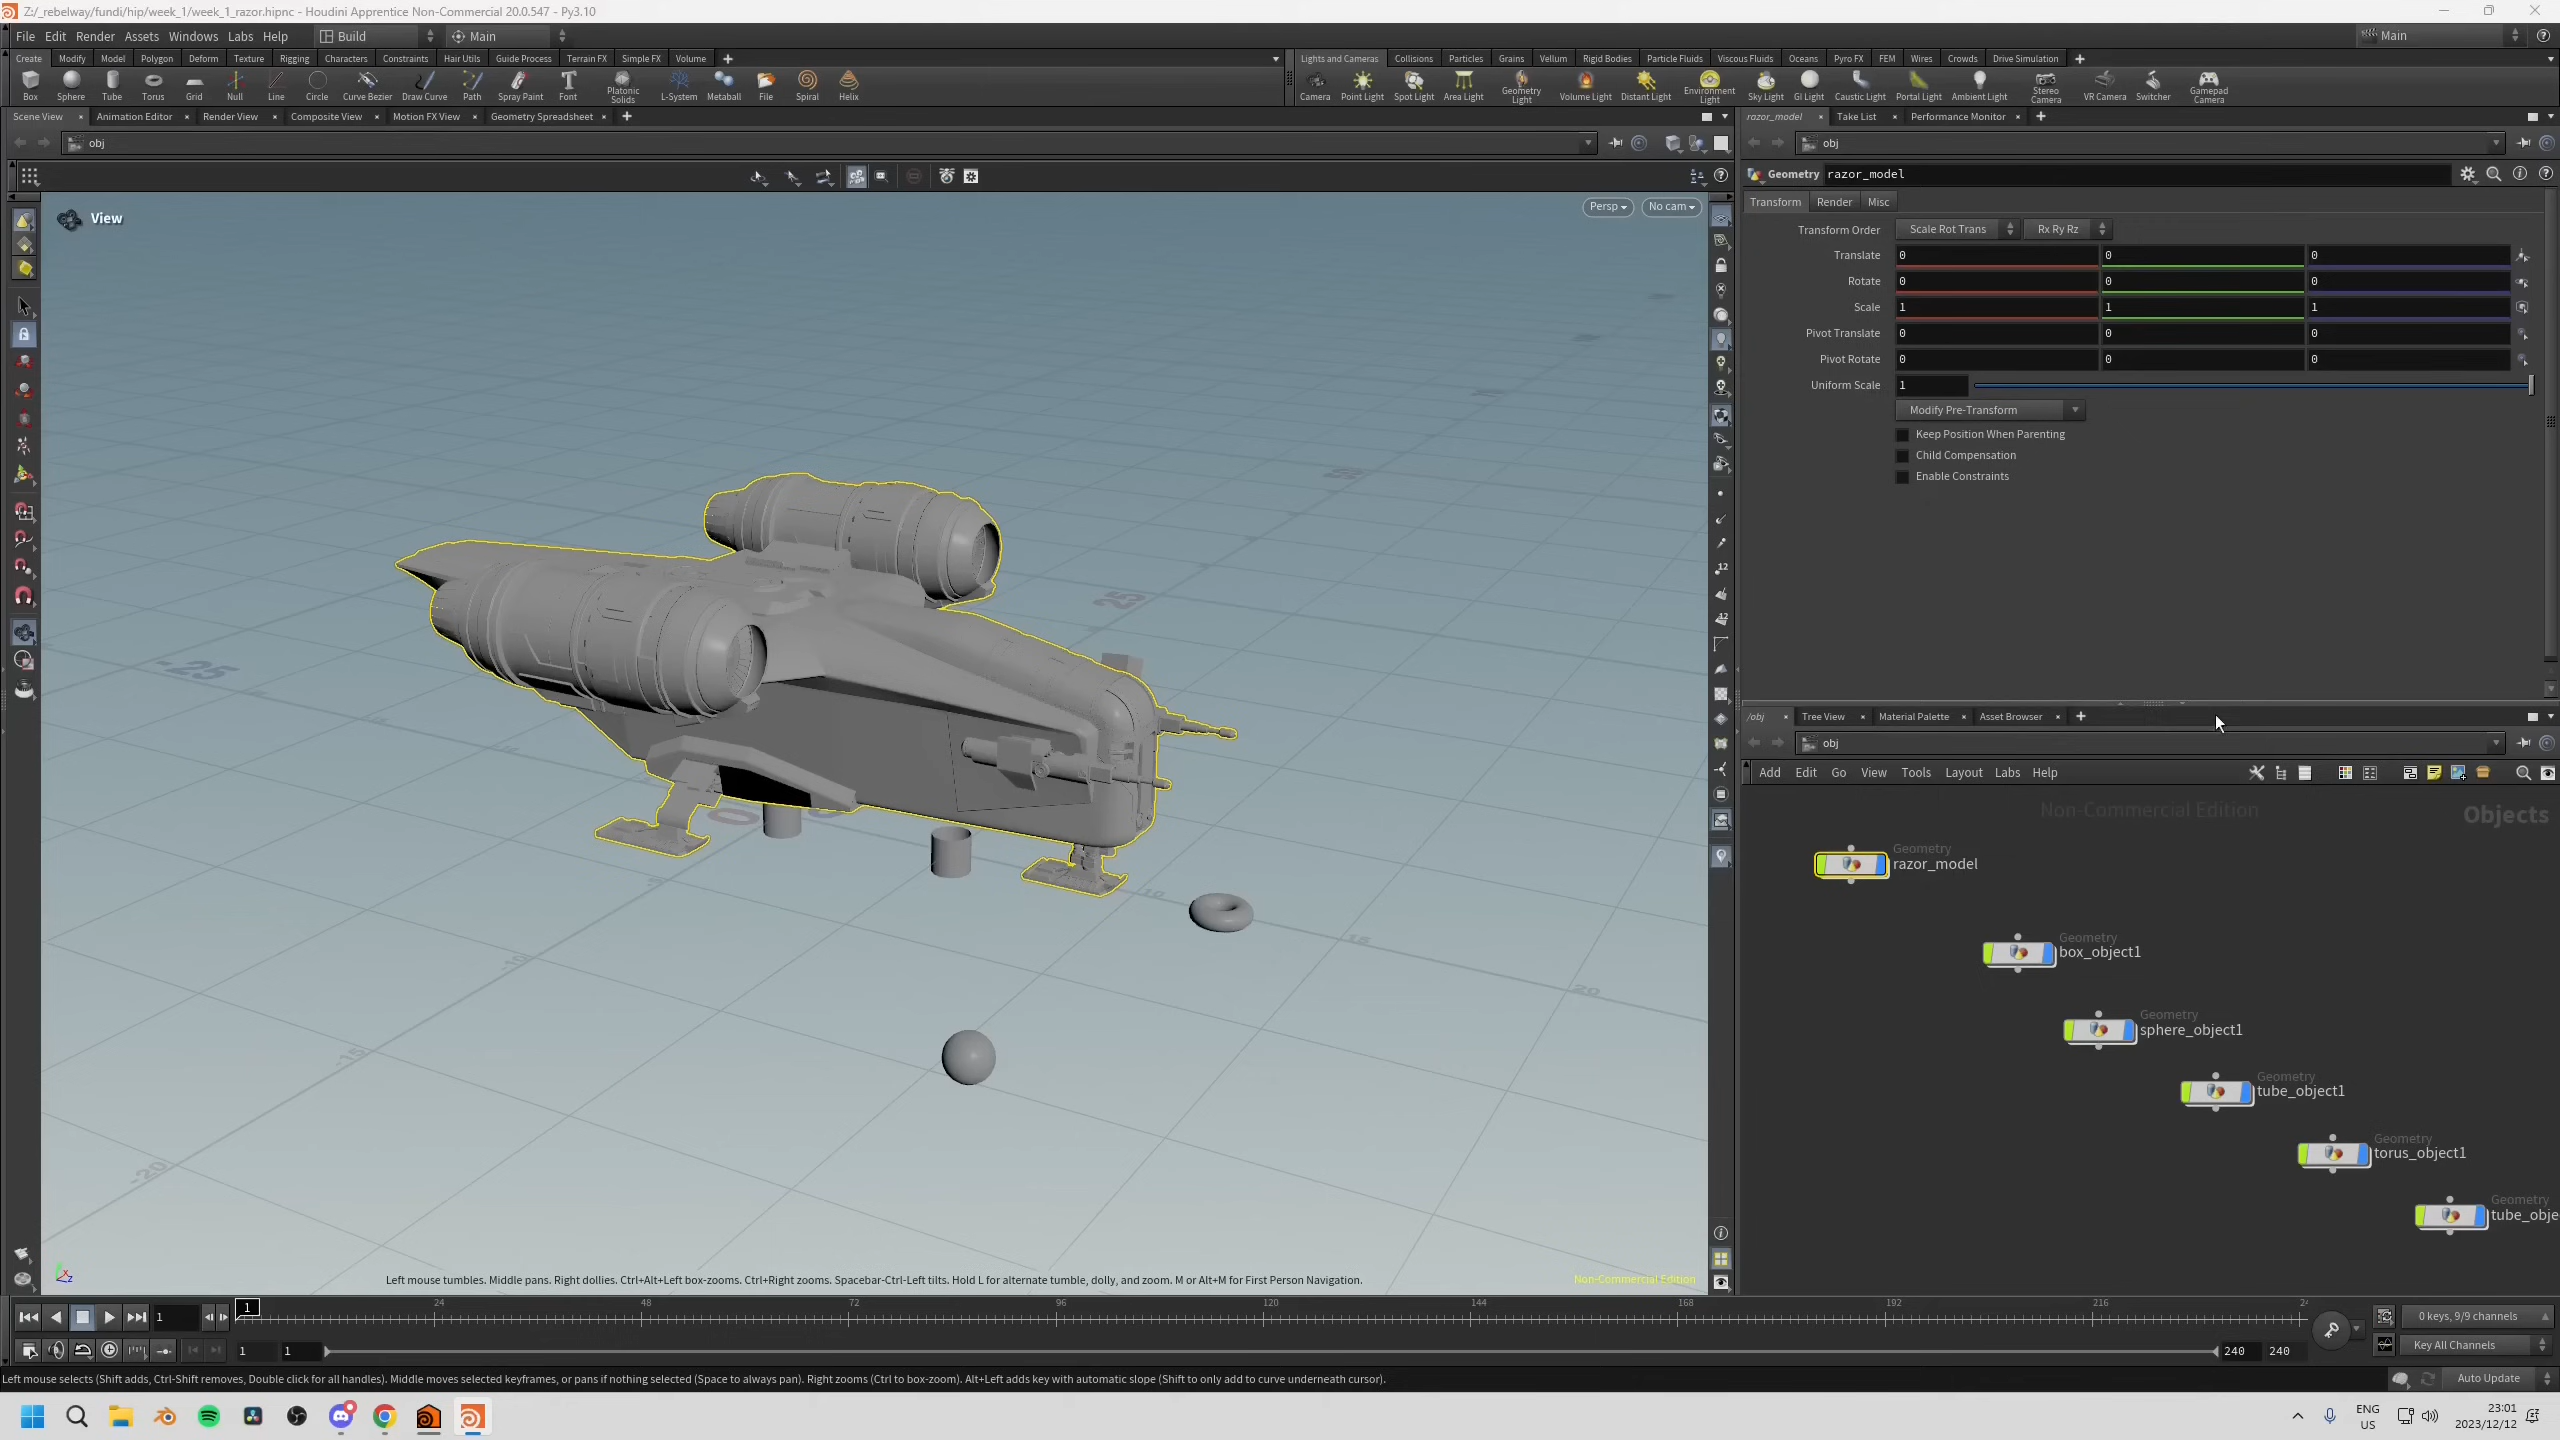 Z:/_rebelway/fundi/hip/week_1/week_1_razor.hipnc - Houdini Apprentice Non-Commercial 20.0.547 - Py3.10
File Edit Render Assets Windows Labs Help Build Main Main
Create Modify Model Polygon Deform Texture Rigging Characters Constraints Hair Utils Guide Process Terrain FX Simple FX Volume Lights and Cameras Collisions Particles Grains Vellum Rigid Bodies Particle Fluids Viscous Fluids Oceans Pyro FX FEM Wires Crowds Drive Simulation
Box Sphere Tube Torus Grid Null Line Circle Curve Bezier Draw Curve Path Spray Paint Font Platonic Solids L-System Metaball File Spiral Helix Camera Point Light Spot Light Area Light Geometry Light Volume Light Distant Light Environment Light Sky Light GI Light Caustic Light Portal Light Ambient Light Stereo Camera VR Camera Switcher Gamepad Camera
Scene View Animation Editor Render View Composite View Motion FX View Geometry Spreadsheet razor_model Take List Performance Monitor
obj obj
Geometry razor_model
Transform Render Misc
View Persp No cam
Transform Order Scale Rot Trans Rx Ry Rz
Translate 0 0 0
Rotate 0 0 0
Scale 1 1 1
Pivot Translate 0 0 0
Pivot Rotate 0 0 0
Uniform Scale 1
Modify Pre-Transform
Keep Position When Parenting
Child Compensation
Enable Constraints
/obj Tree View Material Palette Asset Browser
obj
Add Edit Go View Tools Layout Labs Help
Non-Commercial Edition Objects
Geometry
razor_model
Geometry
box_object1
Geometry
sphere_object1
Geometry
tube_object1
Geometry
torus_object1
Geometry
tube_obje
-25
25
0
10
15
20
-10
-15
-20
Left mouse tumbles. Middle pans. Right dollies. Ctrl+Alt+Left box-zooms. Ctrl+Right zooms. Spacebar-Ctrl-Left tilts. Hold L for alternate tumble, dolly, and zoom. M or Alt+M for First Person Navigation.
Non-Commercial Edition
1 1 24 48 72 96 120 144 168 192 216 24
0 keys, 9/9 channels
1 1 240 240 Key All Channels
Left mouse selects (Shift adds, Ctrl-Shift removes, Double click for all handles). Middle moves selected keyframes, or pans if nothing selected (Space to always pan). Right zooms (Ctrl to box-zoom). Alt+Left adds key with automatic slope (Shift to only add to curve underneath cursor).
Auto Update
ENG
US
23:01
2023/12/12